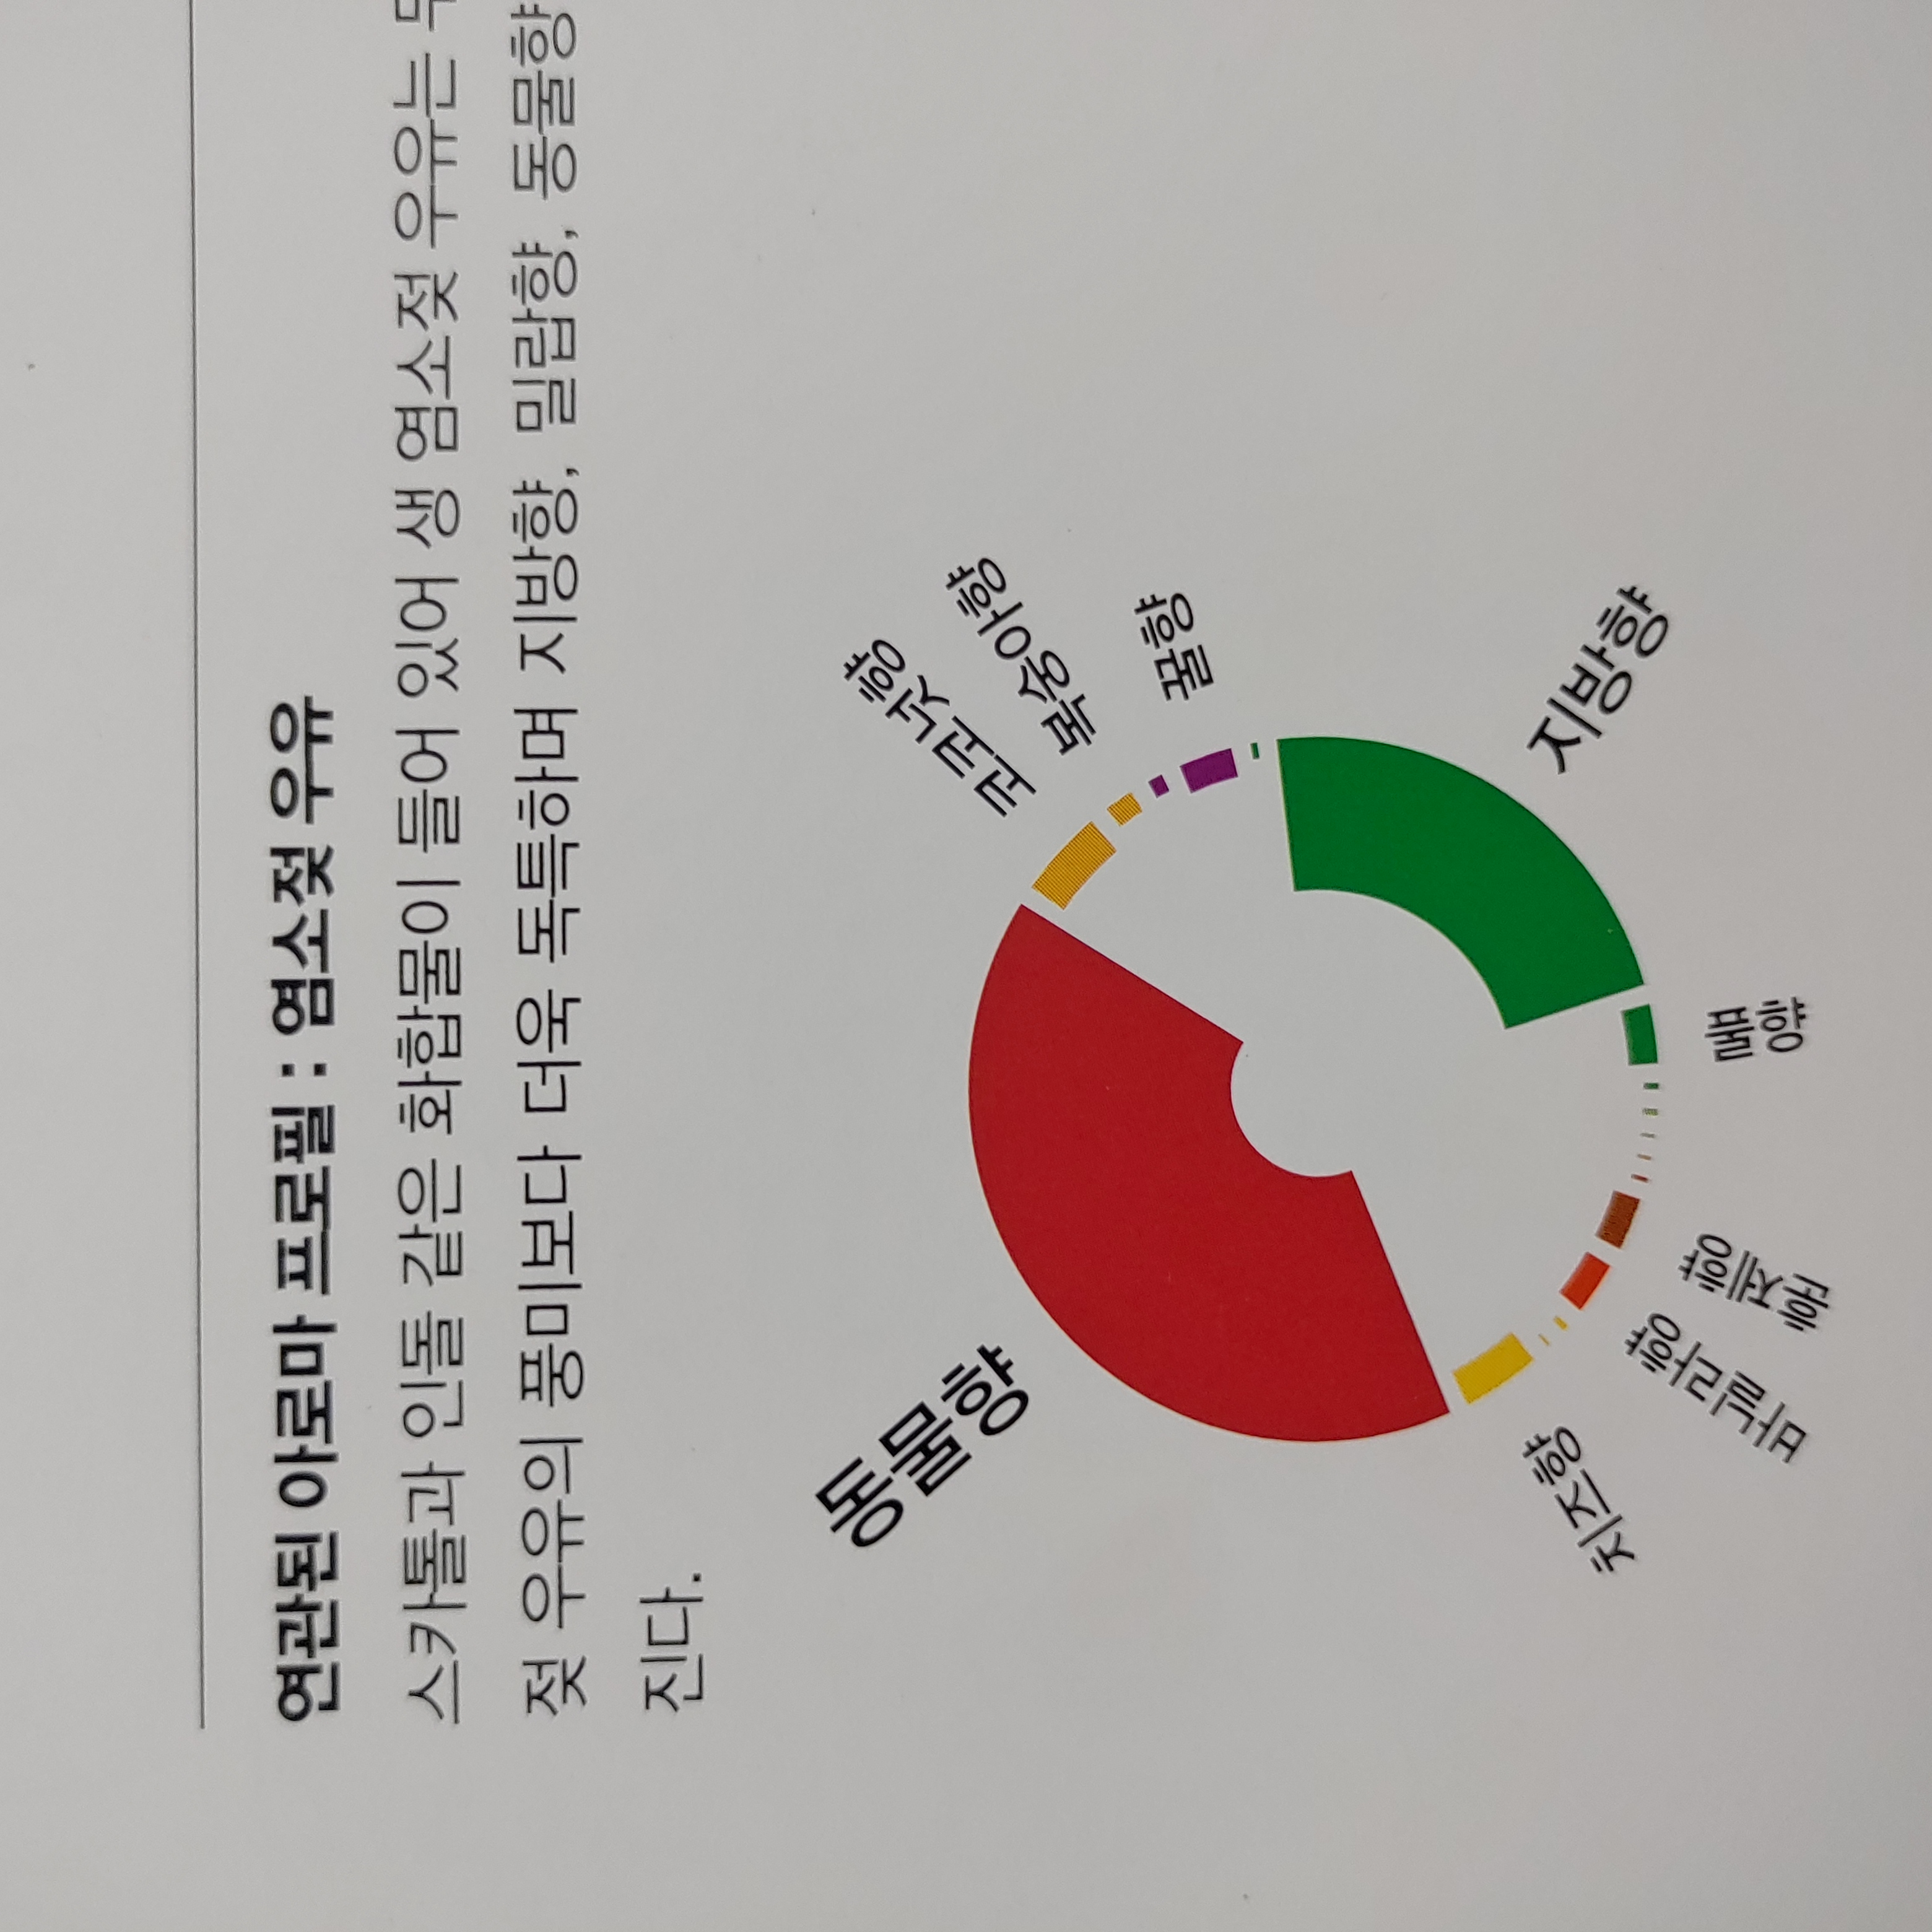 연관된 아로마 프로필 : 염소젖 우유
스카톨과 인돌 같은 화합물이 들어 있어 생 염소젖 우유는
젖 우유의 풍미보다 더욱 독특하며 지방향, 밀랍향, 동물향
진다.
동물향
코코넛향
복숭아향
꿀향
지방향
풀향
훈제향
바닐라향
치즈향